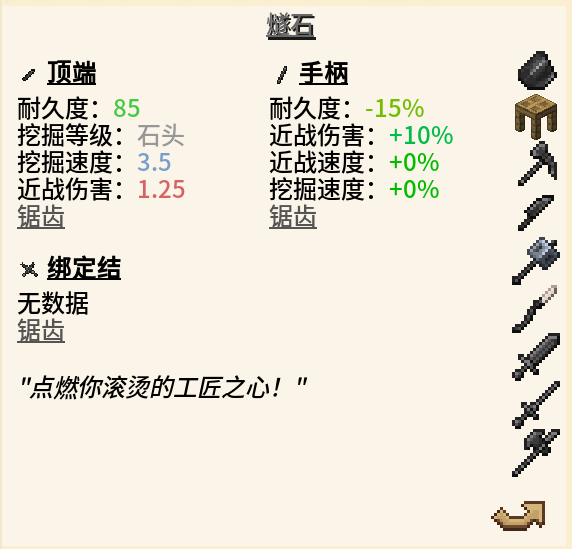 燧石
顶端
耐久度：85
挖掘等级：石头
挖掘速度：3.5
近战伤害：1.25
锯齿
手柄
耐久度：-15%
近战伤害：+10%
近战速度：+0%
挖掘速度：+0%
锯齿
绑定结
无数据
锯齿
"点燃你滚烫的工匠之心！"